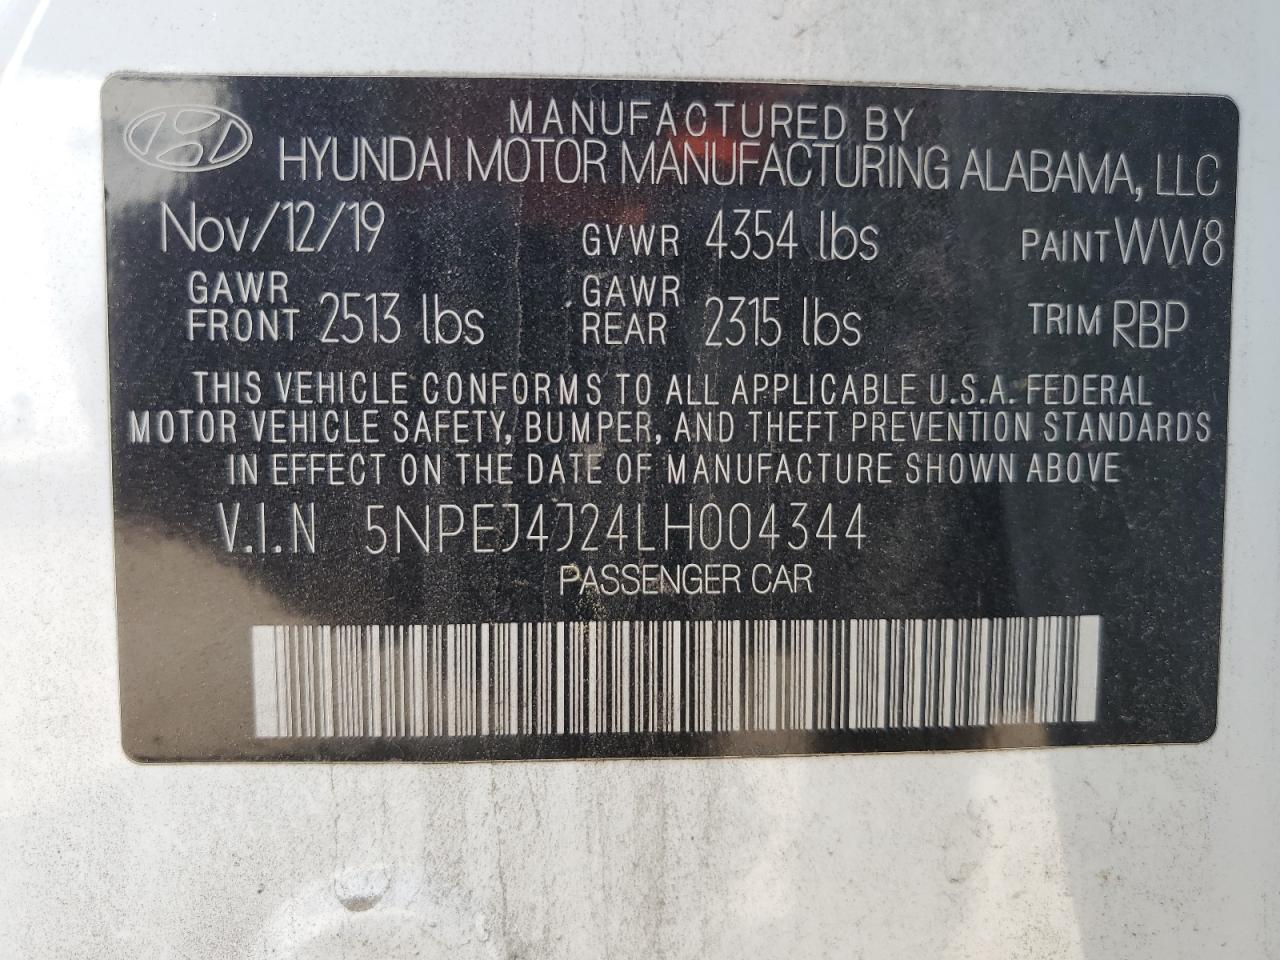 MANUFACTURED BY
HYUNDAI MOTOR MANUFACTURING ALABAMA, LLC
Nov/12/19 GVWR 4354 lbs PAINT WW8
GAWR FRONT 2513 lbs GAWR REAR 2315 lbs TRIM RBP
THIS VEHICLE CONFORMS TO ALL APPLICABLE U.S.A. FEDERAL
MOTOR VEHICLE SAFETY, BUMPER, AND THEFT PREVENTION STANDARDS
IN EFFECT ON THE DATE OF MANUFACTURE SHOWN ABOVE
V.I.N 5NPEJ4J24LH004344
PASSENGER CAR